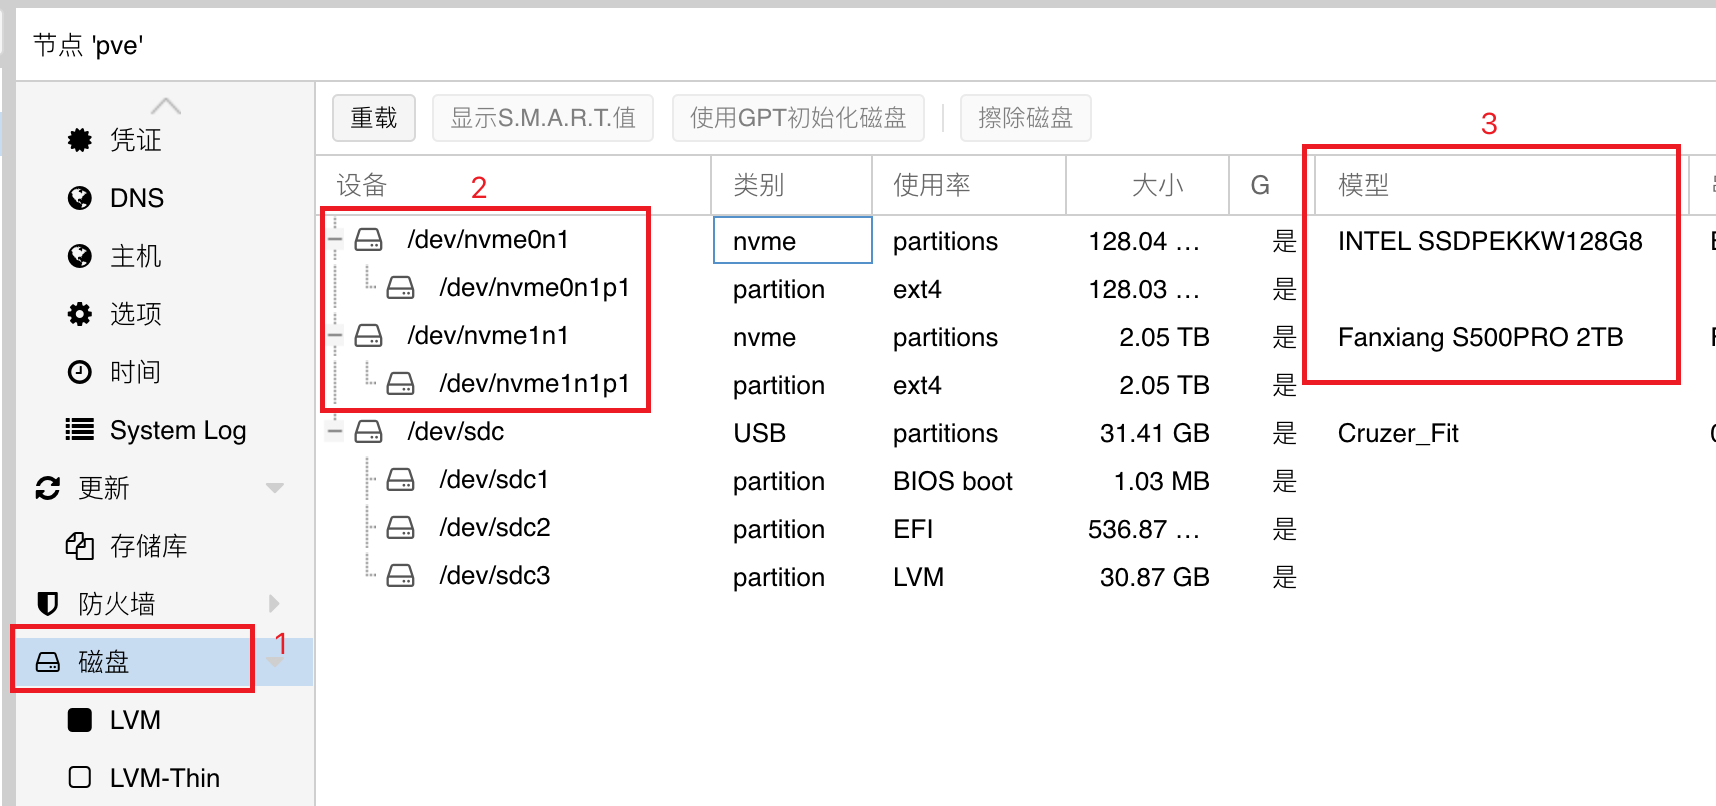 节点 'pve'
凭证
DNS
主机
选项
时间
System Log
更新
存储库
防火墙
磁盘
1
LVM
LVM-Thin
重载 显示S.M.A.R.T.值 使用GPT初始化磁盘 擦除磁盘
2
3
设备 类别 使用率 大小 G 模型
/dev/nvme0n1 nvme partitions 128.04 … 是 INTEL SSDPEKKW128G8
/dev/nvme0n1p1 partition ext4 128.03 … 是
/dev/nvme1n1 nvme partitions 2.05 TB 是 Fanxiang S500PRO 2TB
/dev/nvme1n1p1 partition ext4 2.05 TB 是
/dev/sdc USB partitions 31.41 GB 是 Cruzer_Fit
/dev/sdc1 partition BIOS boot 1.03 MB 是
/dev/sdc2 partition EFI 536.87 … 是
/dev/sdc3 partition LVM 30.87 GB 是